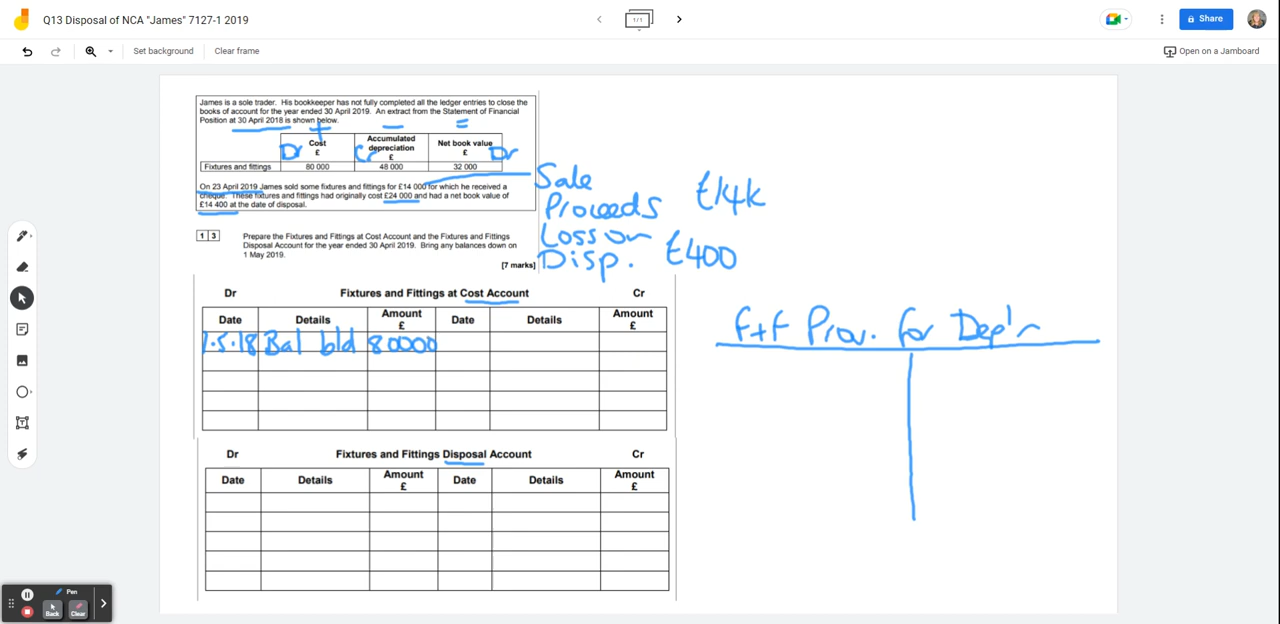 Q13 Disposal of NCA "James" 7127-1 2019
1/1
Share
Set background
Clear frame
Open on a Jamboard
James is a sole trader. His bookkeeper has not fully completed all the ledger entries to close the
books of account for the year ended 30 April 2019. An extract from the Statement of Financial
Position at 30 April 2018 is shown below.
+ − =
Cost £
Accumulated depreciation £
Net book value £
Dr Cr Dr
Fixtures and fittings 80 000 48 000 32 000
On 23 April 2019 James sold some fixtures and fittings for £14 000 for which he received a
cheque. These fixtures and fittings had originally cost £24 000 and had a net book value of
£14 400 at the date of disposal.
Sale
Proceeds £14k
Loss on
Disp. £400
1 3
Prepare the Fixtures and Fittings at Cost Account and the Fixtures and Fittings
Disposal Account for the year ended 30 April 2019. Bring any balances down on
1 May 2019.
[7 marks]
Dr Fixtures and Fittings at Cost Account Cr
Date Details Amount £ Date Details Amount £
1.5.18 Bal b/d 80000
F+F Prov. for Dep'n
Dr Fixtures and Fittings Disposal Account Cr
Date Details Amount £ Date Details Amount £
Pen
Back
Clear